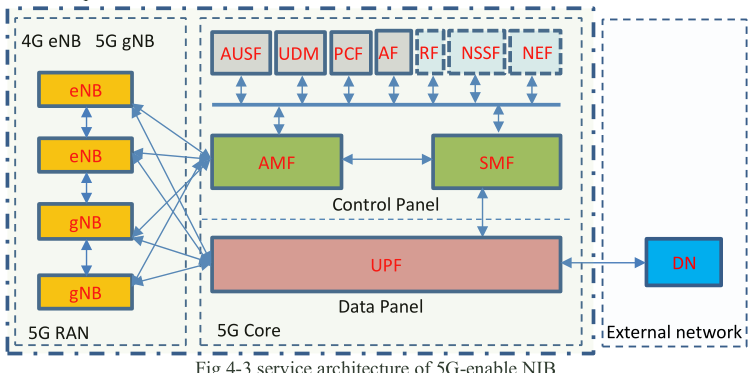 4G eNB 5G gNB
eNB
eNB
gNB
gNB
5G RAN
AUSF UDM PCF AF RF NSSF NEF
AMF SMF
Control Panel
UPF
Data Panel
5G Core
DN
External network
Fig 4-3 service architecture of 5G-enable NIB